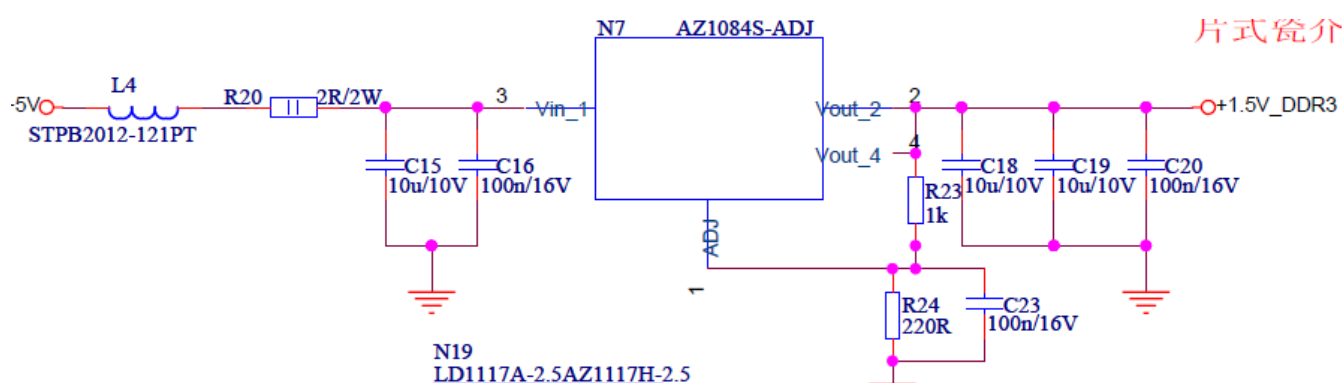 N7 AZ1084S-ADJ
片式瓷介
L4
-5V
R20 2R/2W
3
Vin_1
Vout_2
2
+1.5V_DDR3
STPB2012-121PT
4
Vout_4
C15
10u/10V
C16
100n/16V
C18
10u/10V
C19
10u/10V
C20
100n/16V
R23
1k
ADJ
1
R24
220R
C23
100n/16V
N19
LD1117A-2.5AZ1117H-2.5